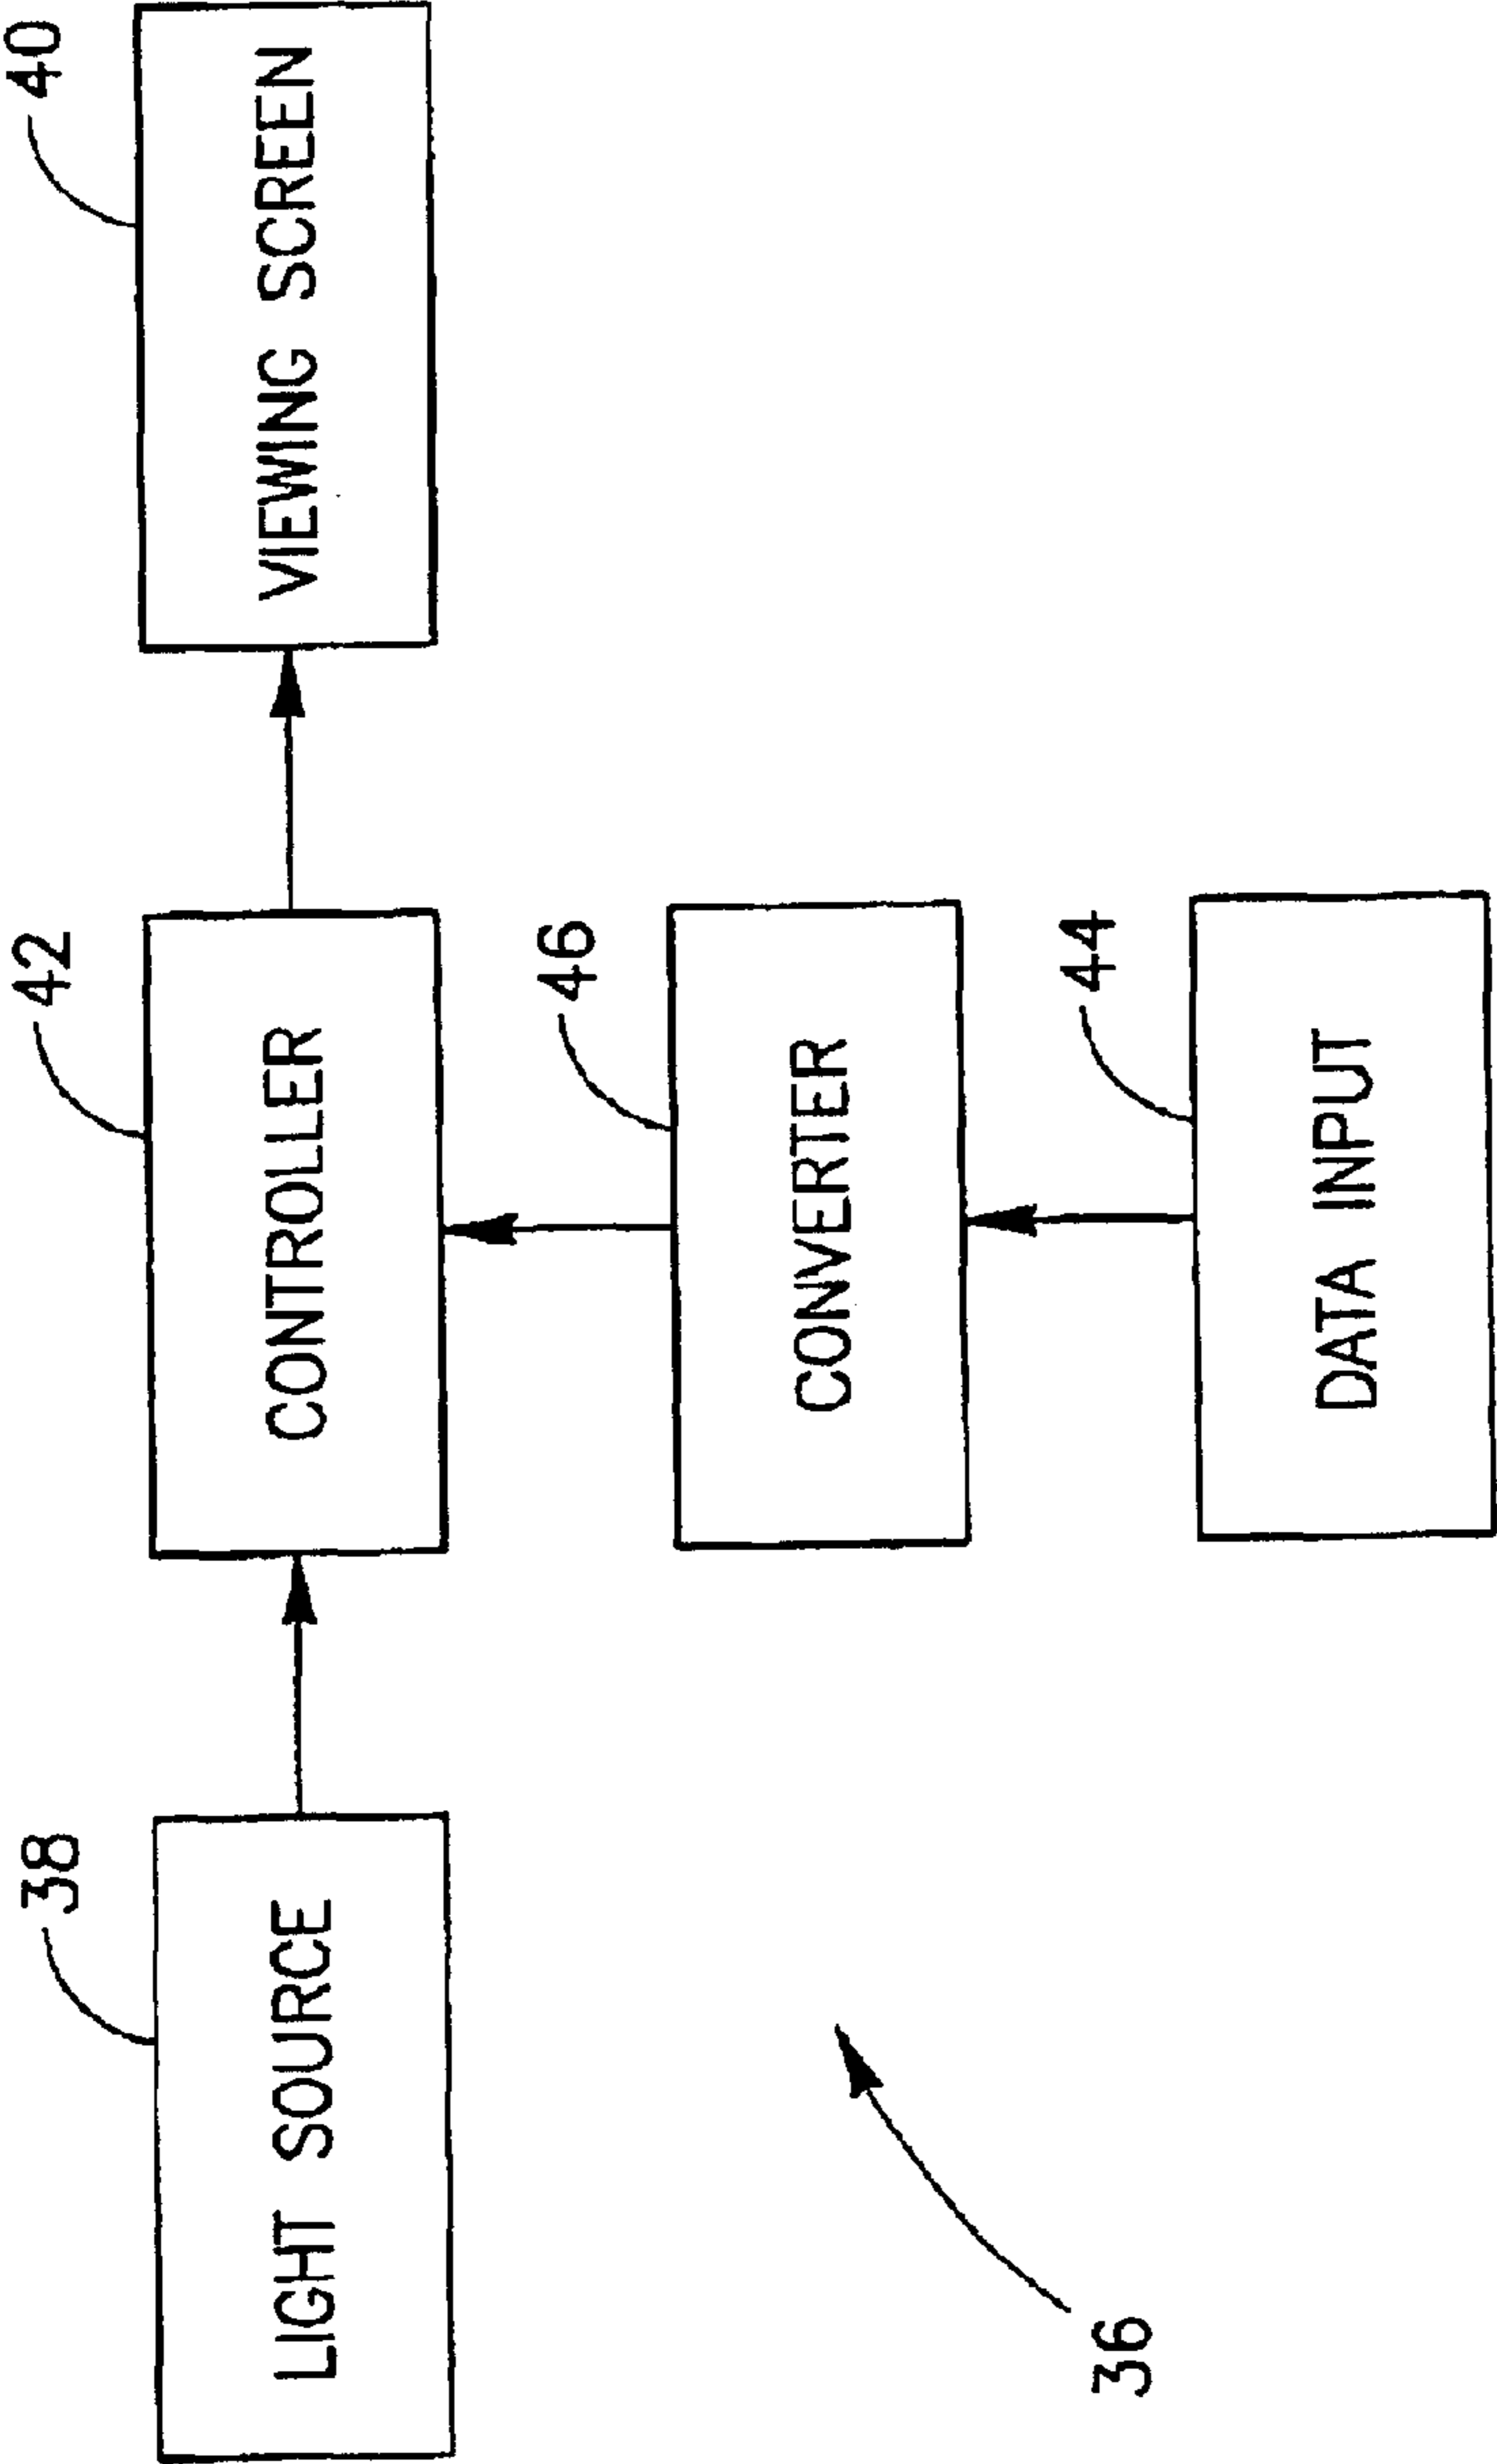 38
42
40
LIGHT SOURCE
CONTROLLER
VIEWING SCREEN
46
CONVERTER
36
44
DATA INPUT